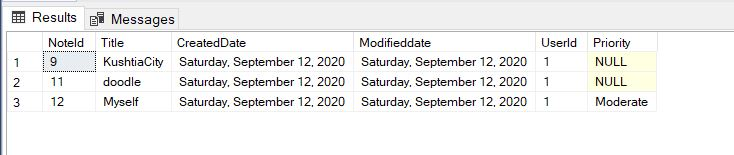 Results Messages
NoteId Title CreatedDate Modifieddate UserId Priority
1 9 KushtiaCity Saturday, September 12, 2020 Saturday, September 12, 2020 1 NULL
2 11 doodle Saturday, September 12, 2020 Saturday, September 12, 2020 1 NULL
3 12 Myself Saturday, September 12, 2020 Saturday, September 12, 2020 1 Moderate